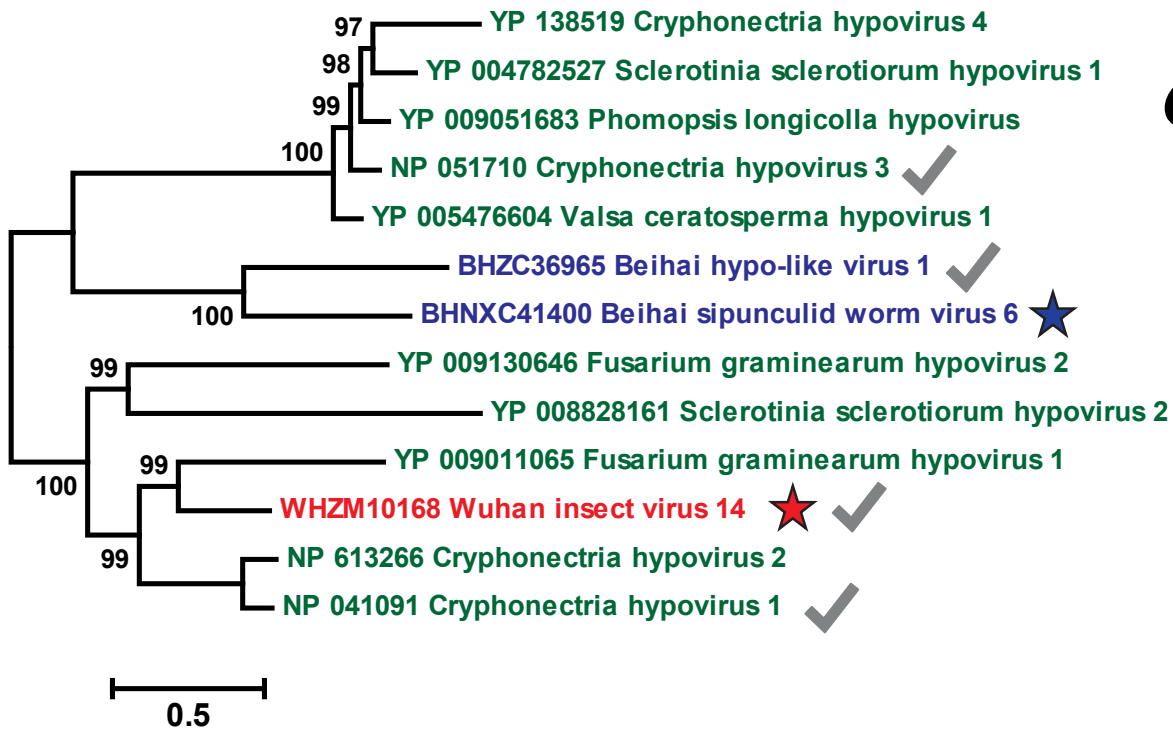 97
YP 138519 Cryphonectria hypovirus 4
98
YP 004782527 Sclerotinia sclerotiorum hypovirus 1
99
YP 009051683 Phomopsis longicolla hypovirus
100
NP 051710 Cryphonectria hypovirus 3
YP 005476604 Valsa ceratosperma hypovirus 1
BHZC36965 Beihai hypo-like virus 1
100
BHNXC41400 Beihai sipunculid worm virus 6
99
YP 009130646 Fusarium graminearum hypovirus 2
YP 008828161 Sclerotinia sclerotiorum hypovirus 2
99
YP 009011065 Fusarium graminearum hypovirus 1
100
WHZM10168 Wuhan insect virus 14
99
NP 613266 Cryphonectria hypovirus 2
NP 041091 Cryphonectria hypovirus 1
0.5